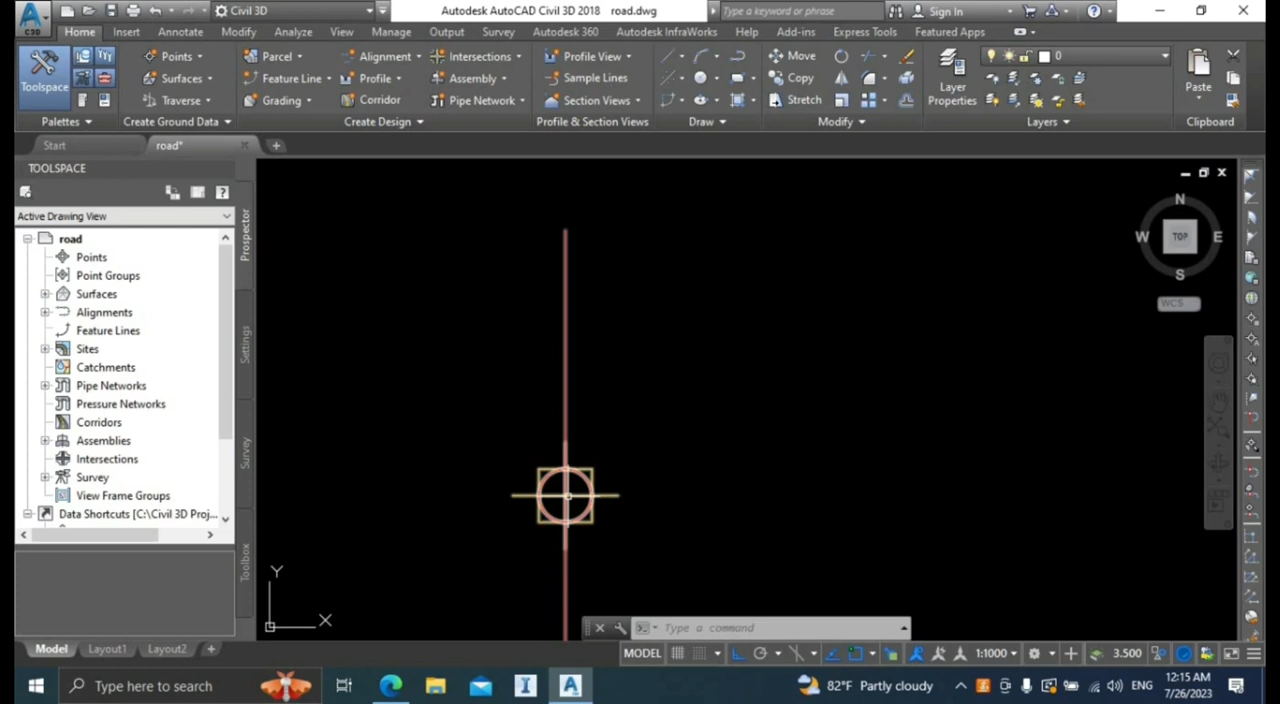 Civil 3D
Autodesk AutoCAD Civil 3D 2018 road.dwg
Type a keyword or phrase
Sign In
C3D
Home Insert Annotate Modify Analyze View Manage Output Survey Autodesk 360 Autodesk InfraWorks Help Add-ins Express Tools Featured Apps
Toolspace
Points
Surfaces
Traverse
Parcel
Feature Line
Grading
Alignment
Profile
Corridor
Intersections
Assembly
Pipe Network
Profile View
Sample Lines
Section Views
Move
Copy
Stretch
Layer
Properties
0
Paste
Palettes Create Ground Data Create Design Profile & Section Views Draw Modify Layers Clipboard
Start road*
TOOLSPACE
Active Drawing View
road
Points
Point Groups
Surfaces
Alignments
Feature Lines
Sites
Catchments
Pipe Networks
Pressure Networks
Corridors
Assemblies
Intersections
Survey
View Frame Groups
Data Shortcuts [C:\Civil 3D Proj...
Prospector
Settings
Survey
Toolbox
N
W TOP E
S
WCS
Y
X
Type a command
Model Layout1 Layout2
MODEL 1:1000 3.500
Type here to search
82°F Partly cloudy
ENG
12:15 AM
7/26/2023